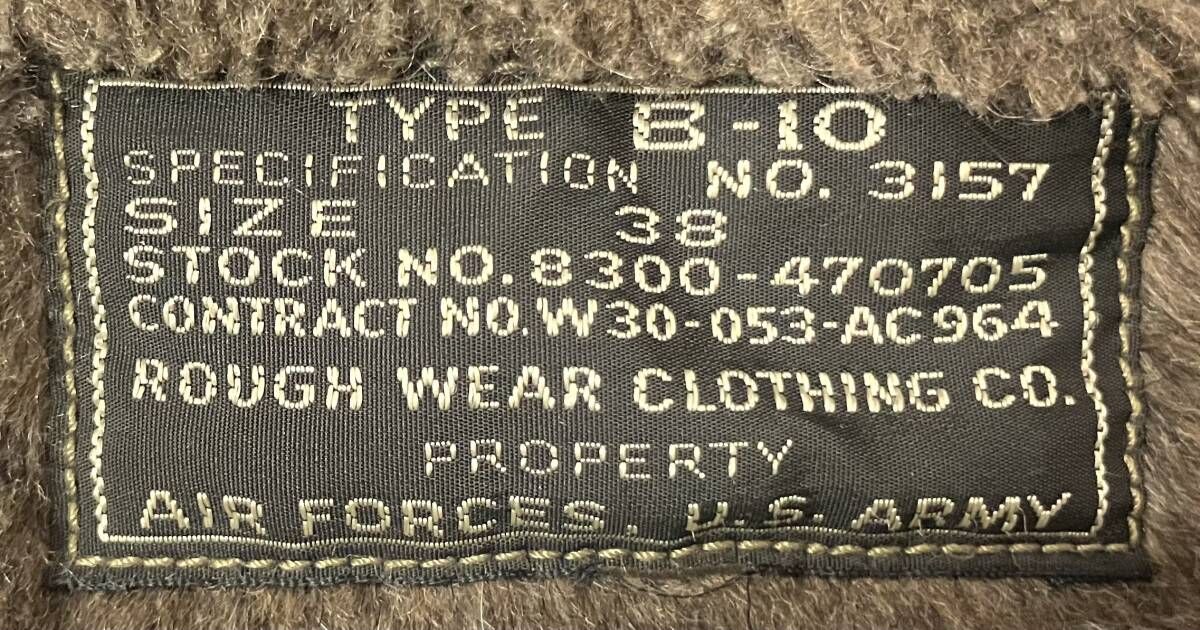 TYPE B-10
SPECIFICATION NO. 3157
SIZE 38
STOCK NO. 8300-470705
CONTRACT NO. W30-053-AC964
ROUGH WEAR CLOTHING CO.
PROPERTY
AIR FORCES, U.S. ARMY